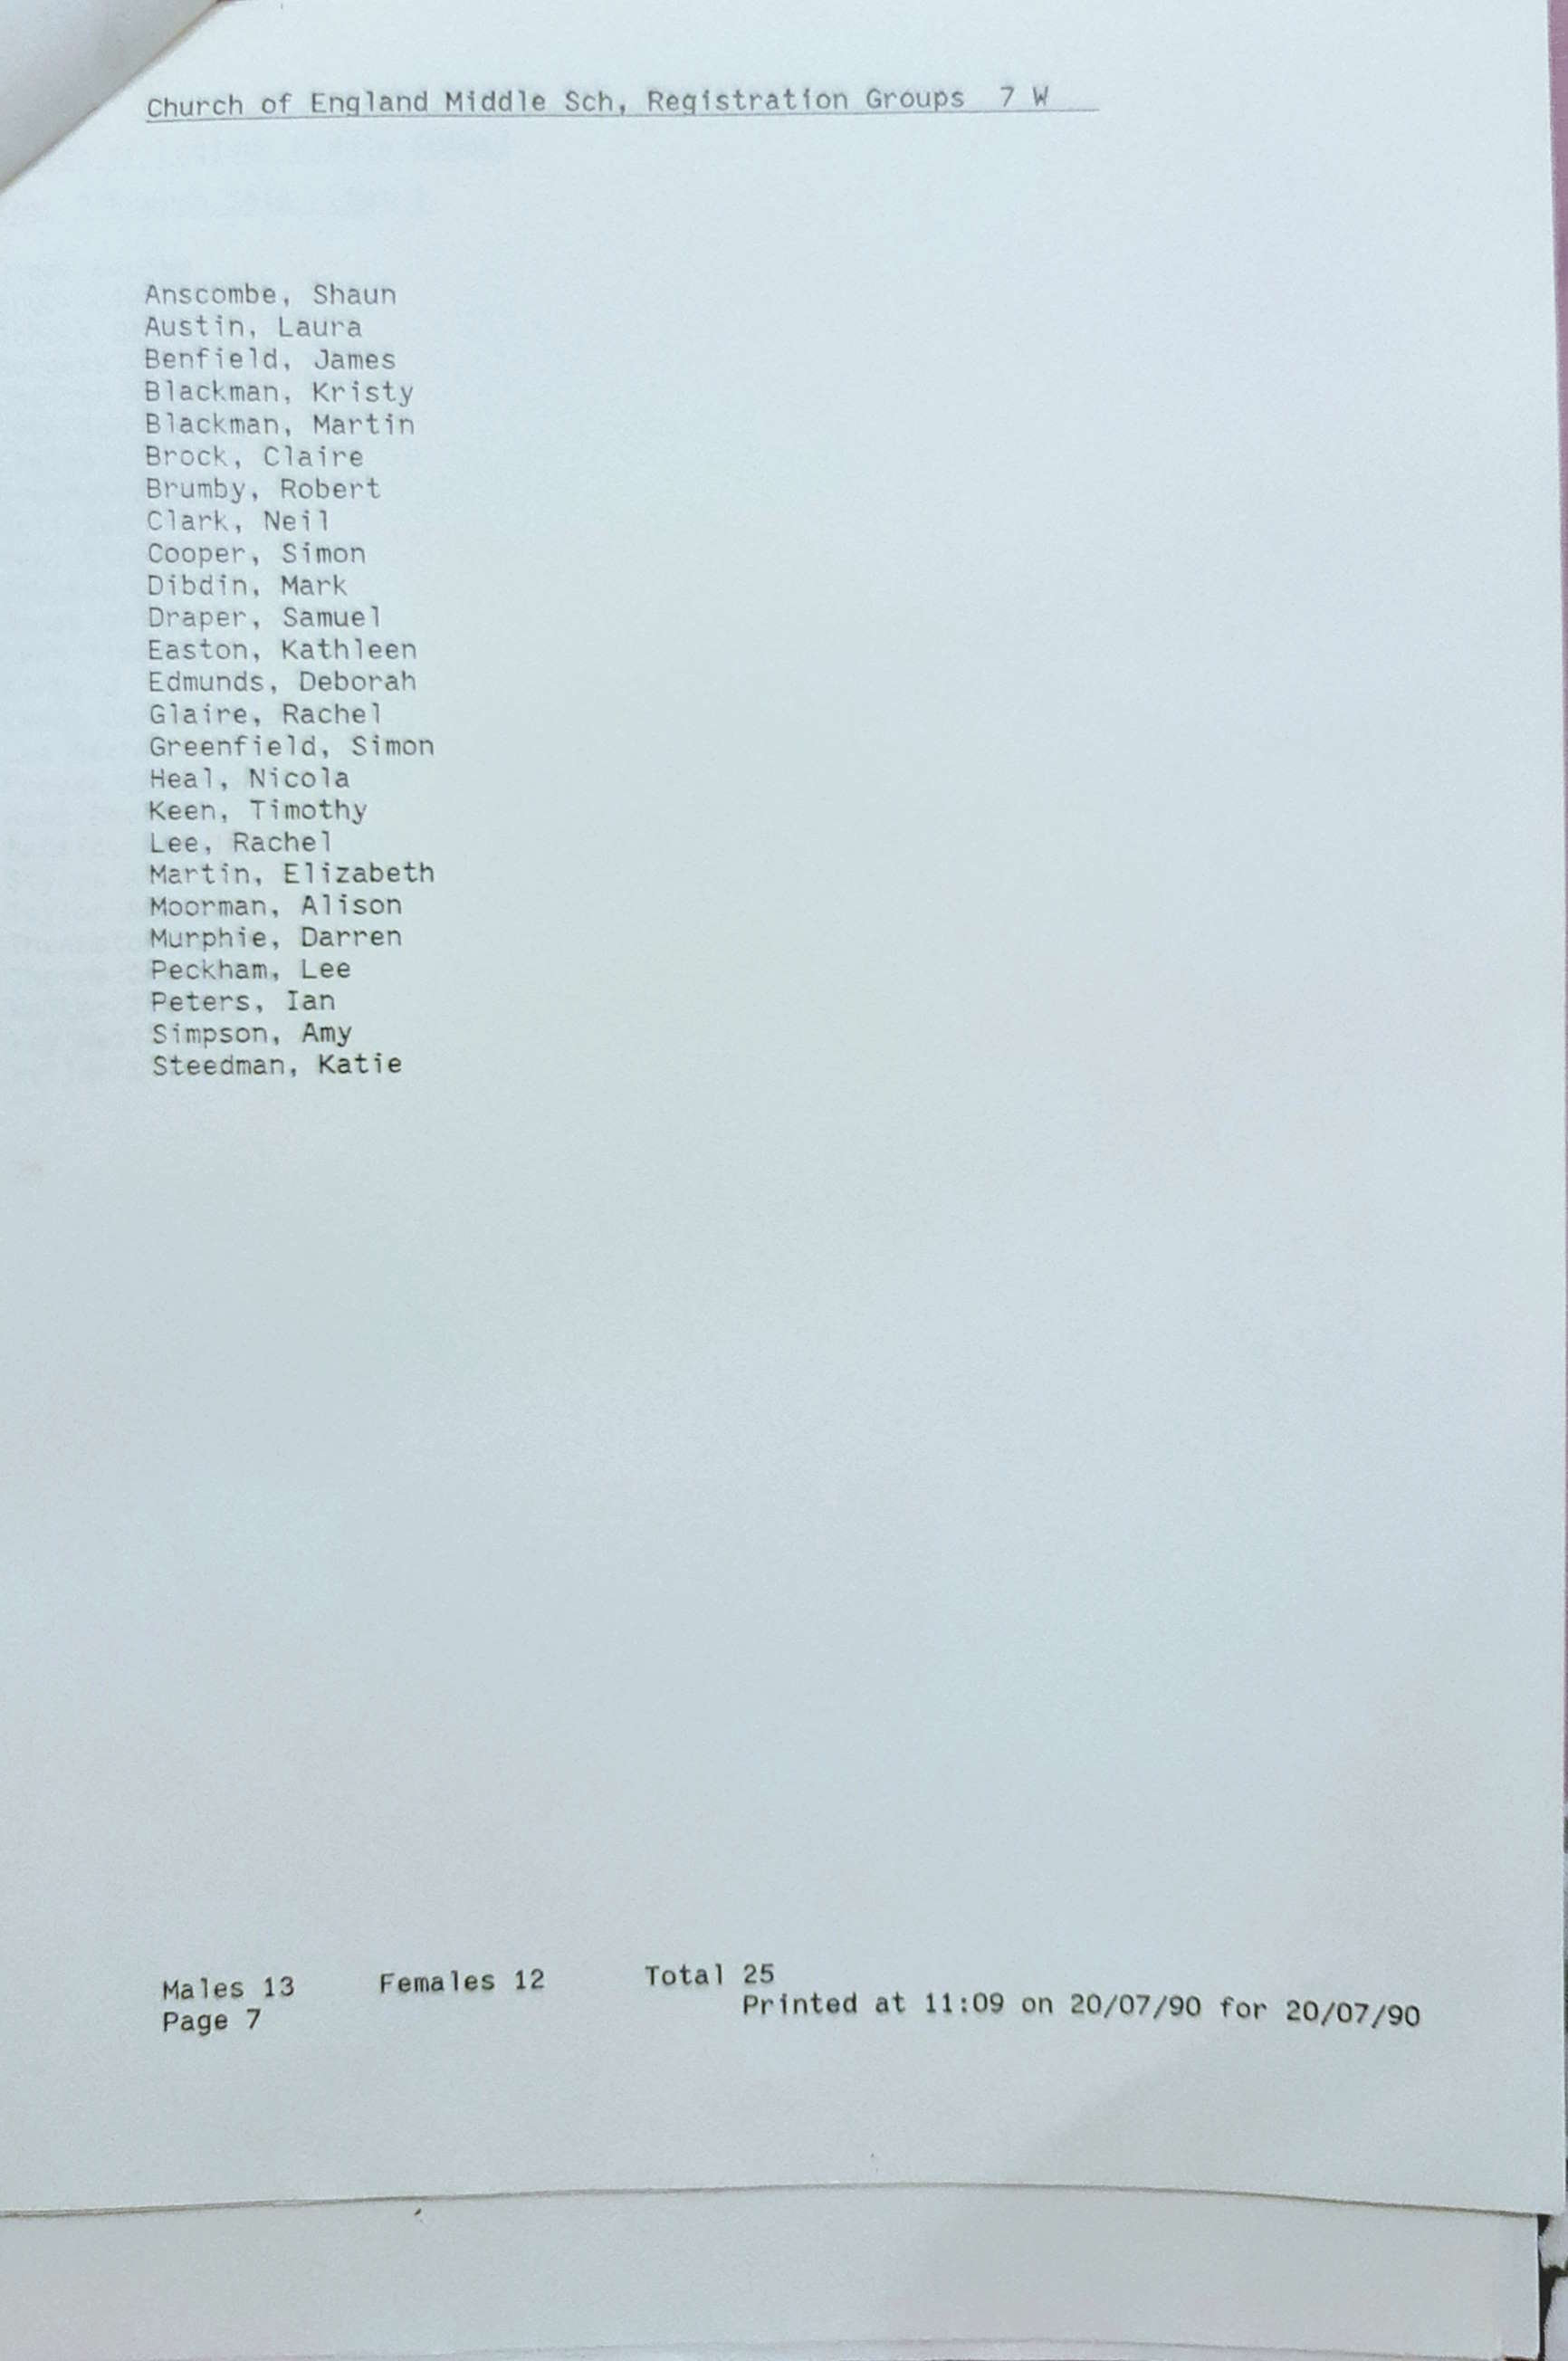 Church of England Middle Sch, Registration Groups 7 W
Anscombe, Shaun
Austin, Laura
Benfield, James
Blackman, Kristy
Blackman, Martin
Brock, Claire
Brumby, Robert
Clark, Neil
Cooper, Simon
Dibdin, Mark
Draper, Samuel
Easton, Kathleen
Edmunds, Deborah
Glaire, Rachel
Greenfield, Simon
Heal, Nicola
Keen, Timothy
Lee, Rachel
Martin, Elizabeth
Moorman, Alison
Murphie, Darren
Peckham, Lee
Peters, Ian
Simpson, Amy
Steedman, Katie
Males 13 Females 12 Total 25
Page 7 Printed at 11:09 on 20/07/90 for 20/07/90